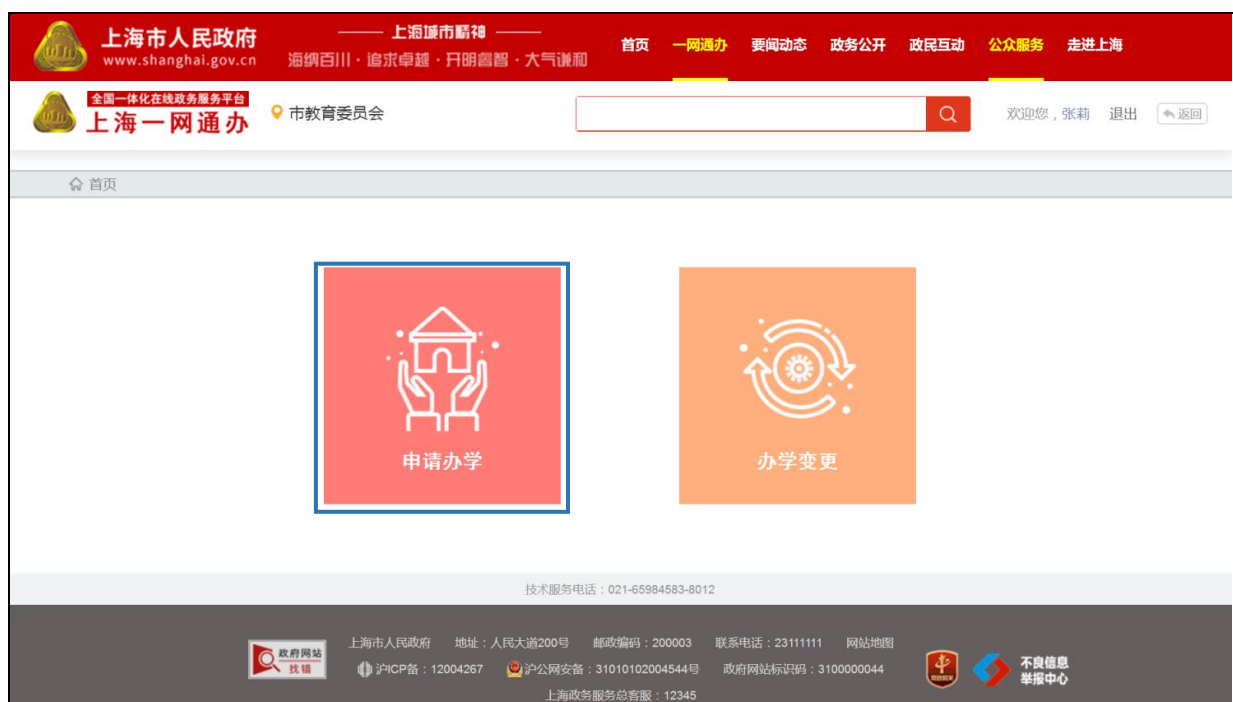 上海市人民政府
www.shanghai.gov.cn
—— 上海城市精神 ——
海纳百川·追求卓越·开明睿智·大气谦和
首页 一网通办 要闻动态 政务公开 政民互动 公众服务 走进上海
全国一体化在线政务服务平台
上海一网通办
市教育委员会
欢迎您，张莉 退出 返回
首页
申请办学
办学变更
技术服务电话：021-65984583-8012
政府网站
找错
上海市人民政府 地址：人民大道200号 邮政编码：200003 联系电话：23111111 网站地图
沪ICP备：12004267 沪公网安备：31010102004544号 政府网站标识码：3100000044
上海政务服务总客服：12345
不良信息
举报中心